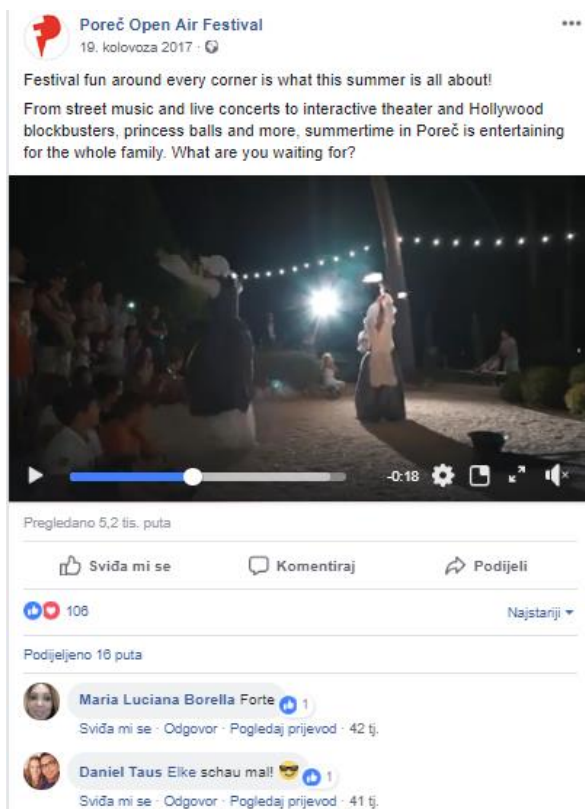 Poreč Open Air Festival
19. kolovoza 2017 ·
Festival fun around every corner is what this summer is all about!
From street music and live concerts to interactive theater and Hollywood
blockbusters, princess balls and more, summertime in Poreč is entertaining
for the whole family. What are you waiting for?
-0:18
Pregledano 5,2 tis. puta
Sviđa mi se Komentiraj Podijeli
106 Najstariji
Podijeljeno 16 puta
Maria Luciana Borella Forte 1
Sviđa mi se · Odgovor · Pogledaj prijevod · 42 tj.
Daniel Taus Elke schau mal! 😎 1
Sviđa mi se · Odgovor · Pogledaj prijevod · 41 tj.